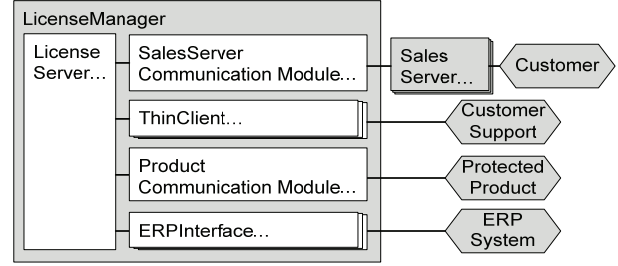 LicenseManager
License
Server...
SalesServer
Communication Module...
Sales
Server...
Customer
ThinClient...
Customer
Support
Product
Communication Module...
Protected
Product
ERPInterface...
ERP
System